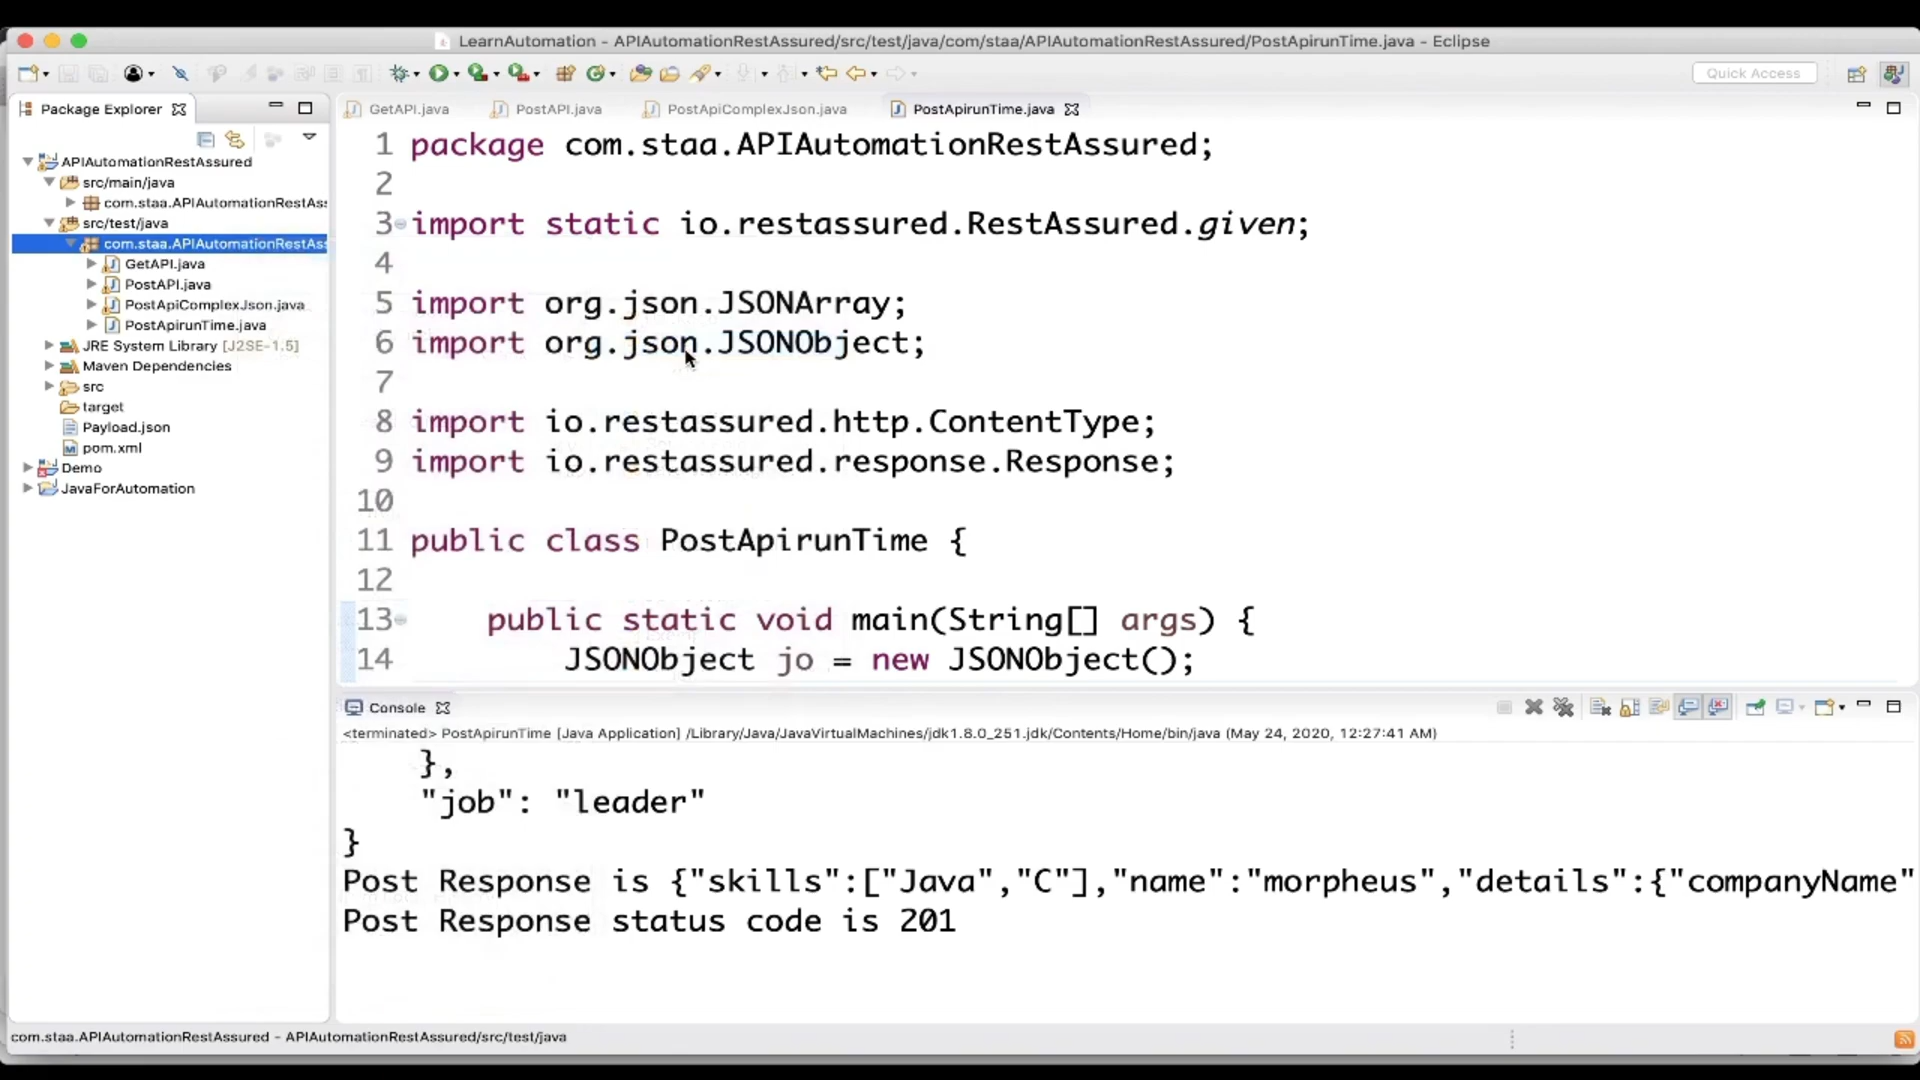 LearnAutomation - APIAutomationRestAssured/src/test/java/com/staa/APIAutomationRestAssured/PostApirunTime.java - Eclipse
Quick Access
Package Explorer
GetAPI.java
PostAPI.java
PostApiComplexJson.java
PostApirunTime.java
APIAutomationRestAssured
src/main/java
com.staa.APIAutomationRestAs
src/test/java
com.staa.APIAutomationRestAss
GetAPI.java
PostAPI.java
PostApiComplexJson.java
PostApirunTime.java
JRE System Library [J2SE-1.5]
Maven Dependencies
src
target
Payload.json
pom.xml
Demo
JavaForAutomation
1 package com.staa.APIAutomationRestAssured;
2
3 import static io.restassured.RestAssured.given;
4
5 import org.json.JSONArray;
6 import org.json.JSONObject;
7
8 import io.restassured.http.ContentType;
9 import io.restassured.response.Response;
10
11 public class PostApirunTime {
12
13 public static void main(String[] args) {
14 JSONObject jo = new JSONObject();
Console
<terminated> PostApirunTime [Java Application] /Library/Java/JavaVirtualMachines/jdk1.8.0_251.jdk/Contents/Home/bin/java (May 24, 2020, 12:27:41 AM)
},
"job": "leader"
}
Post Response is {"skills":["Java","C"],"name":"morpheus","details":{"companyName"
Post Response status code is 201
com.staa.APIAutomationRestAssured - APIAutomationRestAssured/src/test/java